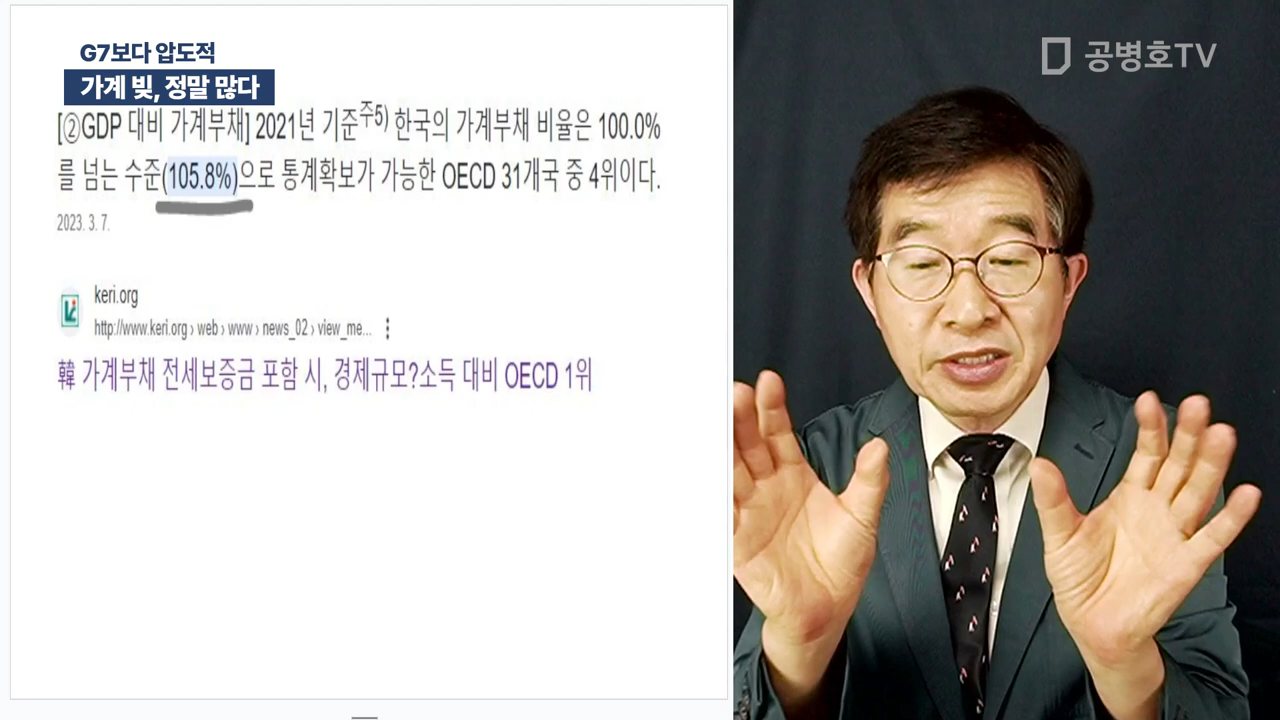 G7보다 압도적
가계 빚, 정말 많다
[②GDP 대비 가계부채] 2021년 기준주5) 한국의 가계부채 비율은 100.0%
를 넘는 수준(105.8%)으로 통계확보가 가능한 OECD 31개국 중 4위이다.
2023. 3. 7.
keri.org
http://www.keri.org › web › www › news_02 › view_me...
韓 가계부채 전세보증금 포함 시, 경제규모?소득 대비 OECD 1위
공병호TV